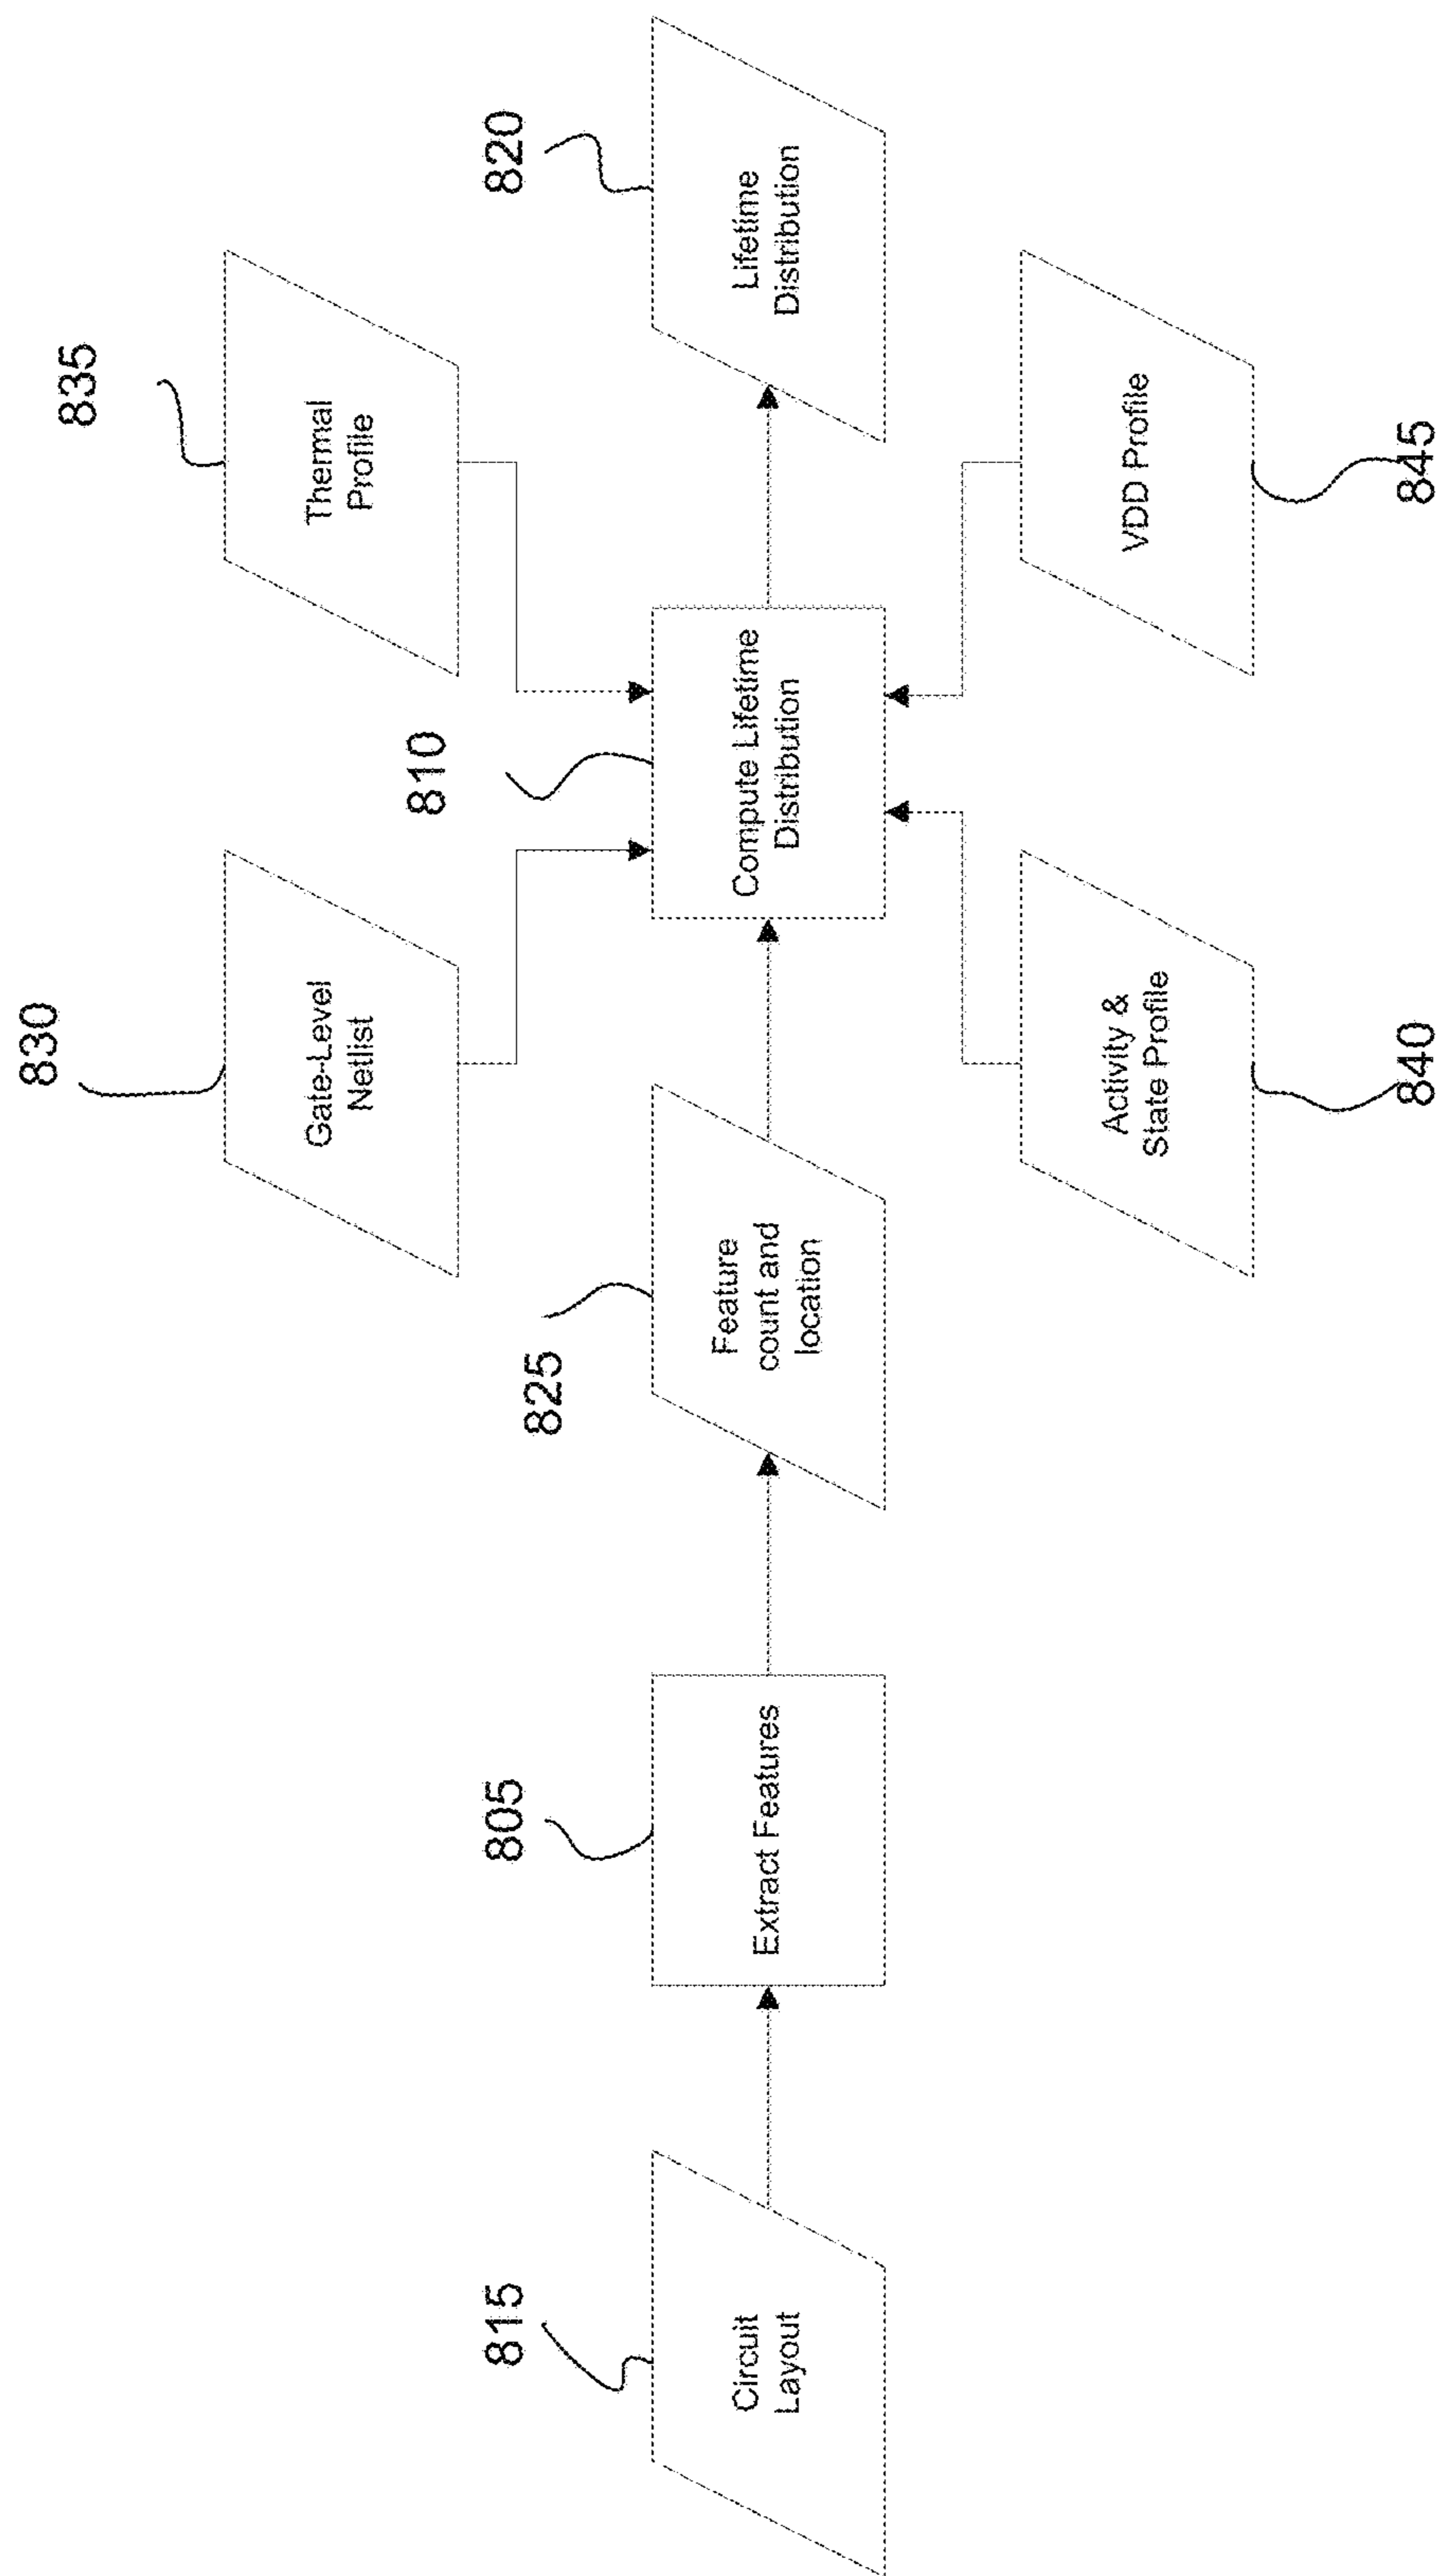 830
Gate-Level
Netlist
835
Thermal
Profile
815
Circuit
Layout
805
Extract Features
825
Feature
count and
location
810
Compute Lifetime
Distribution
820
Lifetime
Distribution
Activity &
State Profile
840
VDD Profile
845